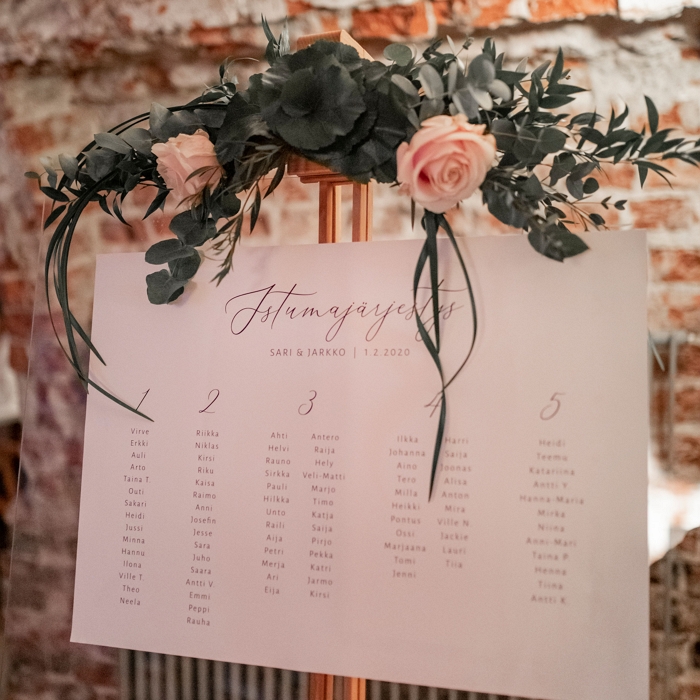 Istumajärjestys
SARI & JARKKO | 1.2.2020
1
Virve
Erkki
Auli
Arto
Taina T.
Outi
Sakari
Heidi
Jussi
Minna
Hannu
Ilona
Ville T.
Theo
Neela
2
Riikka
Niklas
Kirsi
Riku
Kaisa
Raimo
Anni
Josefin
Jesse
Sara
Juho
Saara
Antti V.
Emmi
Peppi
Rauha
3
Ahti Antero
Helvi Raija
Rauno Hely
Sirkka Veli-Matti
Pauli Marjo
Hilkka Timo
Unto Katja
Raili Saija
Aija Pirjo
Petri Pekka
Merja Katri
Ari Jarmo
Eija Kirsi
4
Ilkka Harri
Johanna Saija
Aino Jounas
Tero Alisa
Milla Anton
Heikki Mira
Pontus Ville N.
Ossi Jackie
Marjaana Lauri
Tomi Tiia
Jenni
5
Heidi
Teemu
Katariina
Antti Y.
Hanna-Maria
Mirka
Niina
Anni-Mari
Taina P.
Henna
Tiina
Antti K.